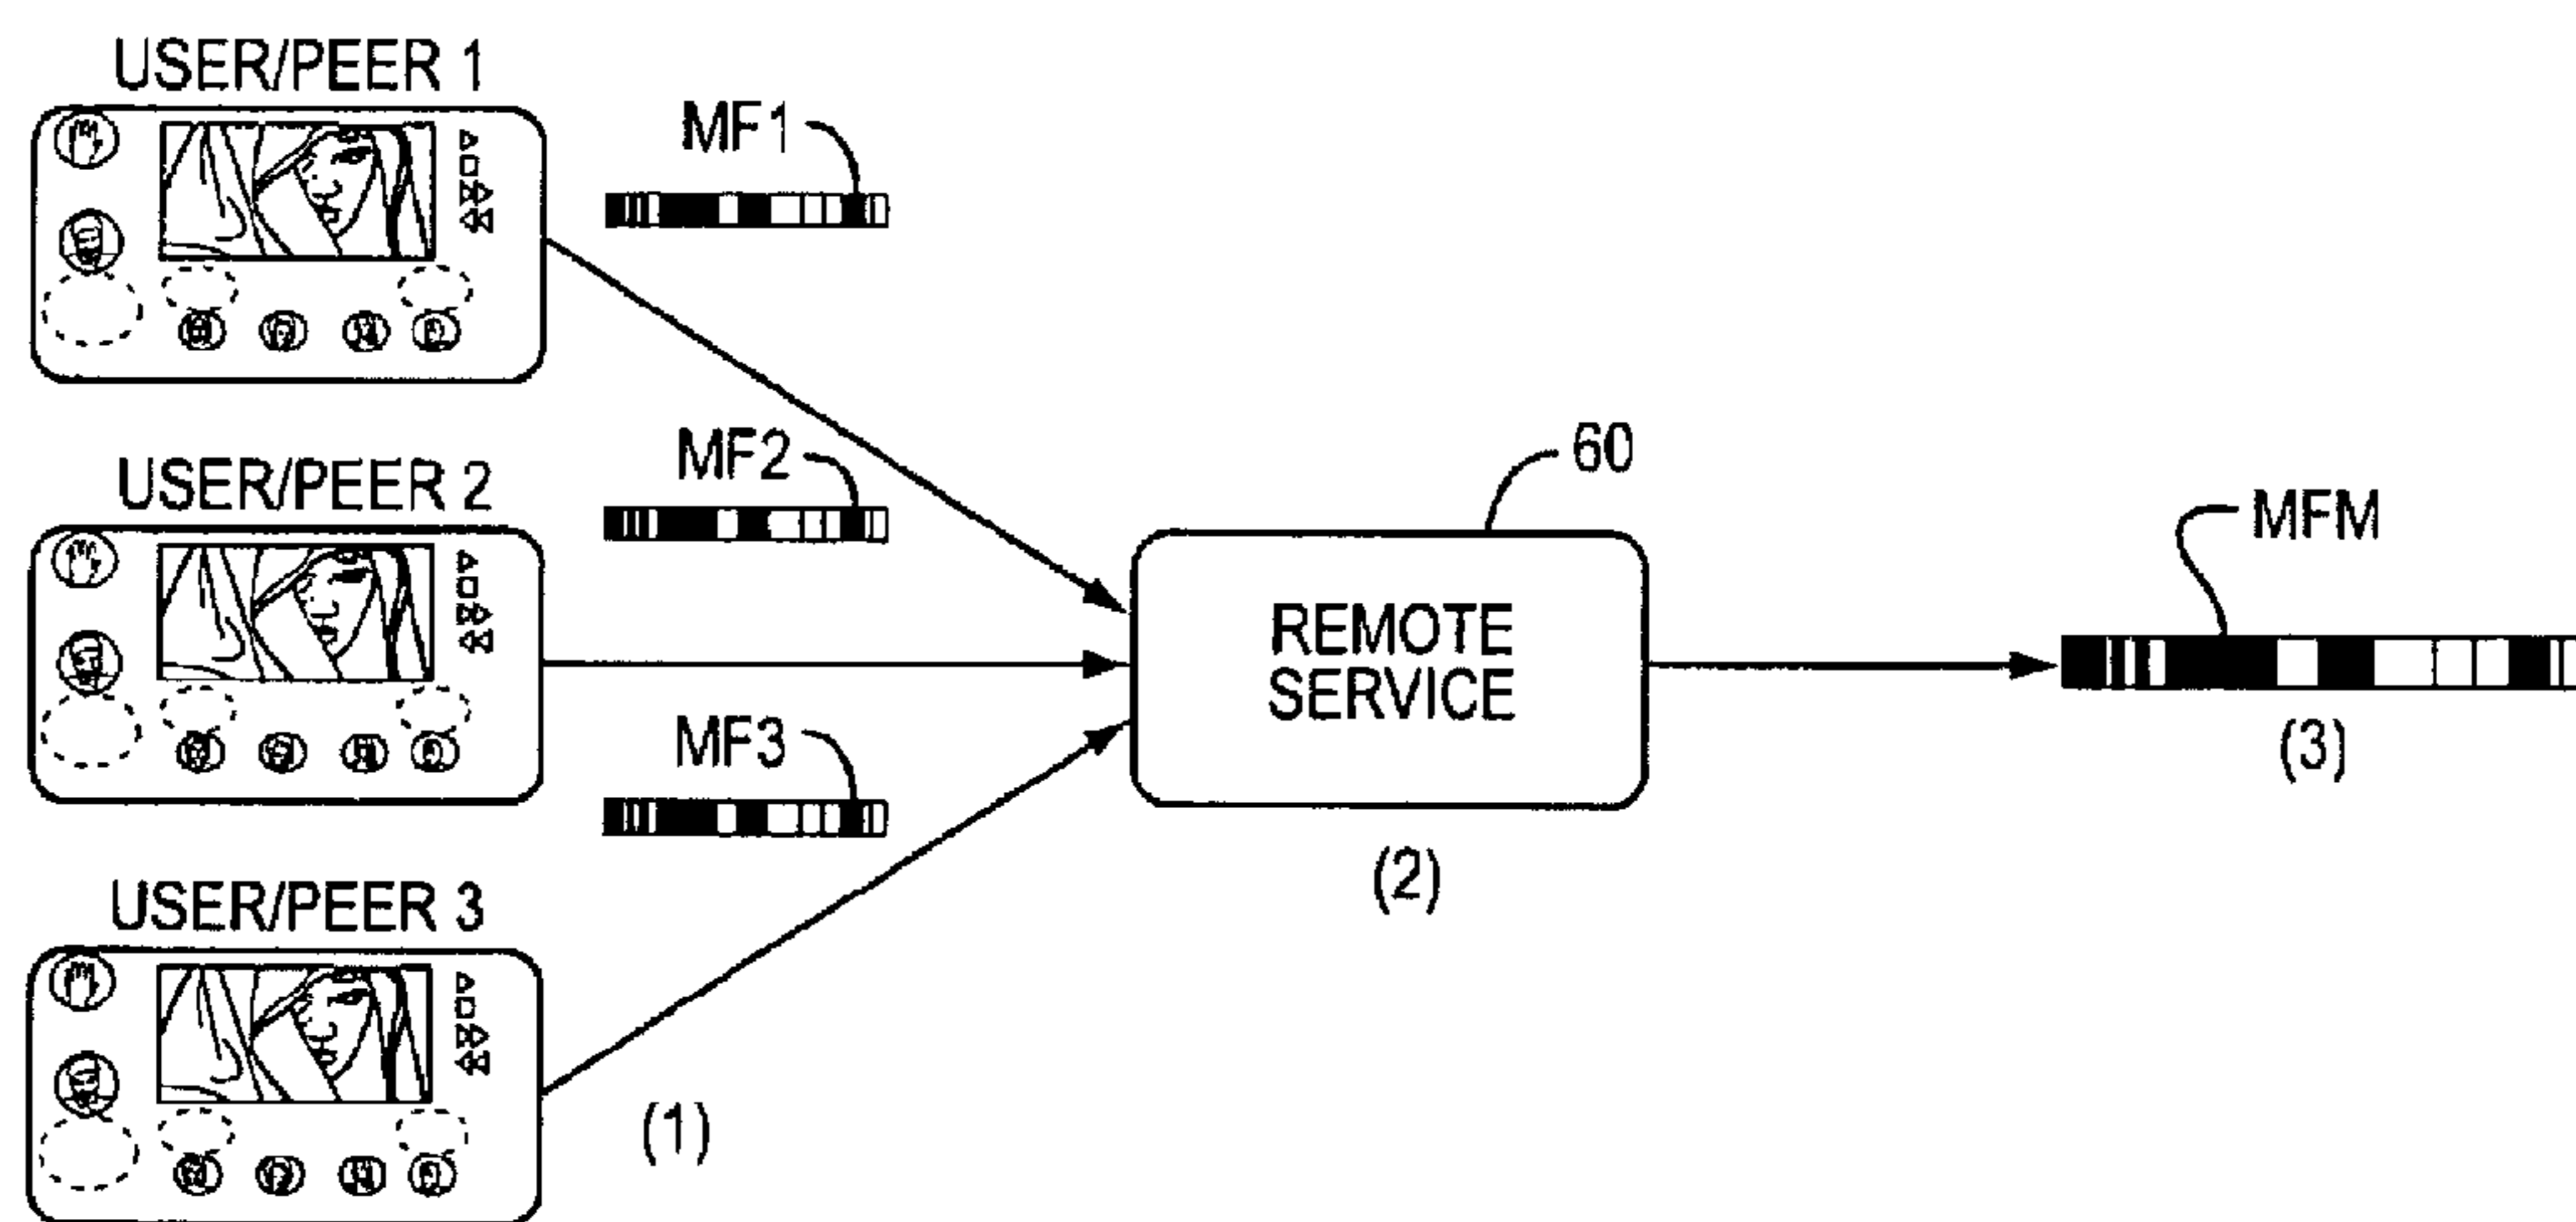 USER/PEER 1
MF1
USER/PEER 2
MF2
60
REMOTE
SERVICE
MFM
MF3
(3)
(2)
USER/PEER 3
(1)